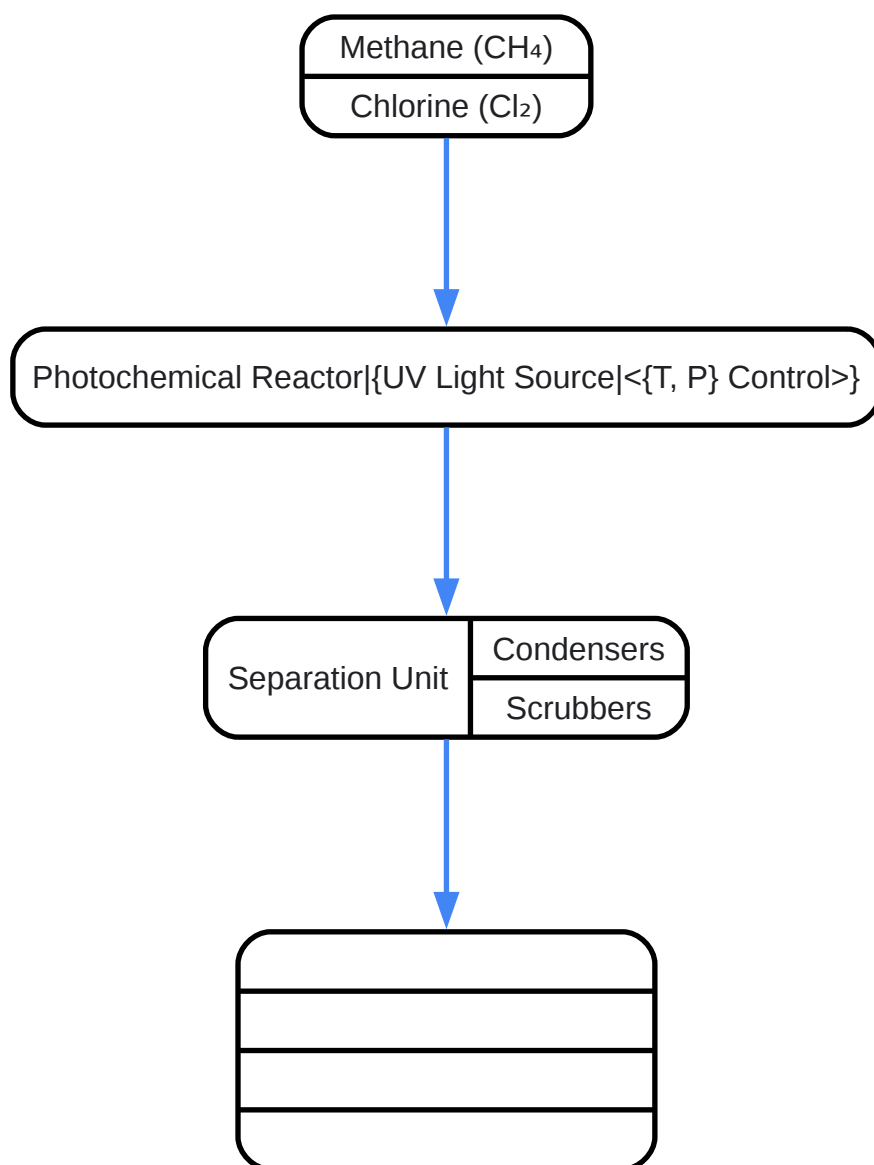 Methane (CH₄)
Chlorine (Cl₂)
Photochemical Reactor|{UV Light Source|<{T, P} Control>}
Separation Unit
Condensers
Scrubbers